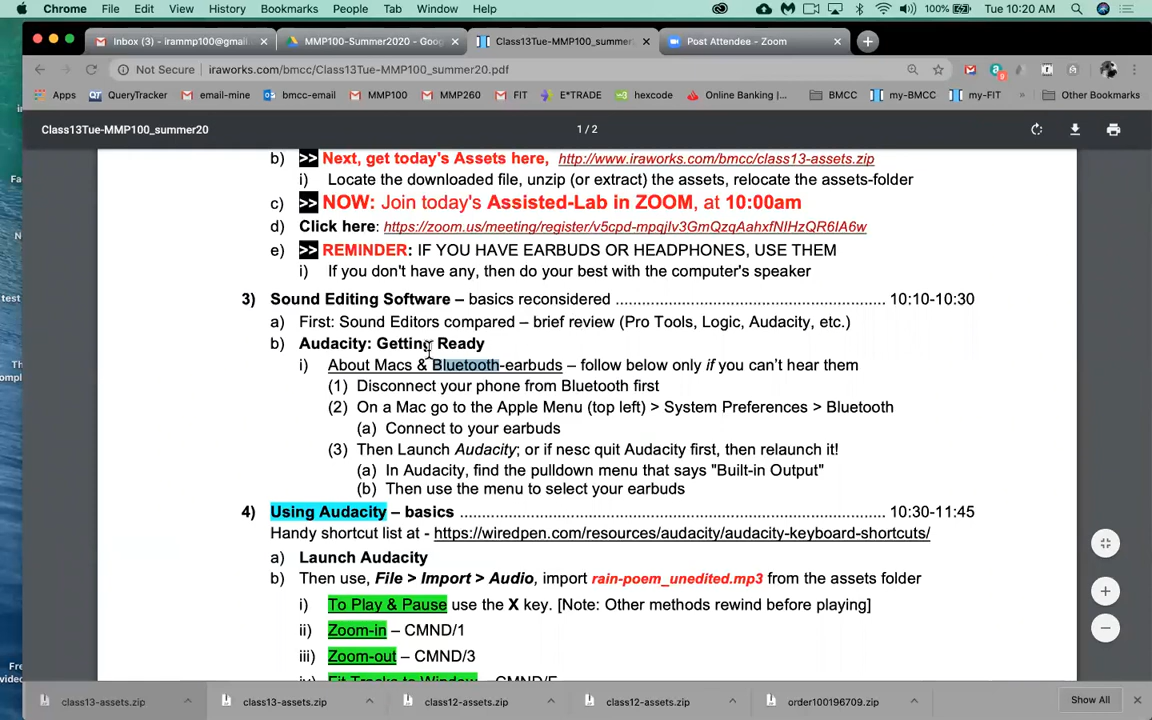 Chrome File Edit View History Bookmarks People Tab Window Help 100% Tue 10:20 AM
Inbox (3) - irammp100@gmai MMP100-Summer2020 - Goo Class13Tue-MMP100_summer Post Attendee - Zoom
Not Secure iraworks.com/bmcc/Class13Tue-MMP100_summer20.pdf
Apps QueryTracker email-mine bmcc-email MMP100 MMP260 FIT E*TRADE hexcode Online Banking | BMCC my-BMCC my-FIT » Other Bookmarks
Class13Tue-MMP100_summer20 1 / 2
b) >> Next, get today's Assets here, http://www.iraworks.com/bmcc/class13-assets.zip
i) Locate the downloaded file, unzip (or extract) the assets, relocate the assets-folder
c) >> NOW: Join today's Assisted-Lab in ZOOM, at 10:00am
d) Click here: https://zoom.us/meeting/register/v5cpd-mpqjIv3GmQzqAahxfNIHzQR6IA6w
e) >> REMINDER: IF YOU HAVE EARBUDS OR HEADPHONES, USE THEM
i) If you don't have any, then do your best with the computer's speaker
3) Sound Editing Software – basics reconsidered ................................................... 10:10-10:30
a) First: Sound Editors compared – brief review (Pro Tools, Logic, Audacity, etc.)
b) Audacity: Getting Ready
i) About Macs & Bluetooth-earbuds – follow below only if you can't hear them
(1) Disconnect your phone from Bluetooth first
(2) On a Mac go to the Apple Menu (top left) > System Preferences > Bluetooth
(a) Connect to your earbuds
(3) Then Launch Audacity; or if nesc quit Audacity first, then relaunch it!
(a) In Audacity, find the pulldown menu that says "Built-in Output"
(b) Then use the menu to select your earbuds
4) Using Audacity – basics ................................................................................ 10:30-11:45
Handy shortcut list at - https://wiredpen.com/resources/audacity/audacity-keyboard-shortcuts/
a) Launch Audacity
b) Then use, File > Import > Audio, import rain-poem_unedited.mp3 from the assets folder
i) To Play & Pause use the X key. [Note: Other methods rewind before playing]
ii) Zoom-in – CMND/1
iii) Zoom-out – CMND/3
iv) Fit Tracks to Window – CMND/F
class13-assets.zip class13-assets.zip class12-assets.zip class12-assets.zip order100196709.zip Show All